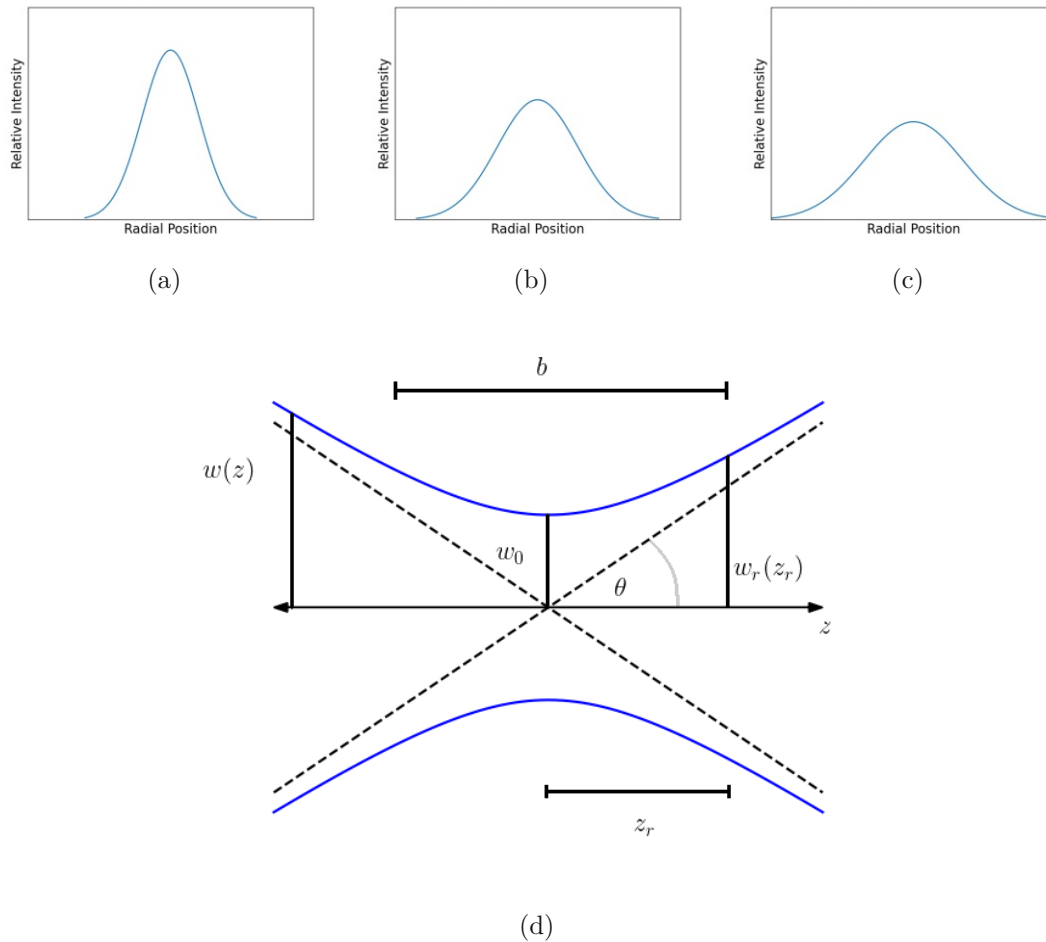 Relative Intensity
Radial Position
(a)
Relative Intensity
Radial Position
(b)
Relative Intensity
Radial Position
(c)
b
w(z)
w₀
θ
wᵣ(zᵣ)
z
zᵣ
(d)